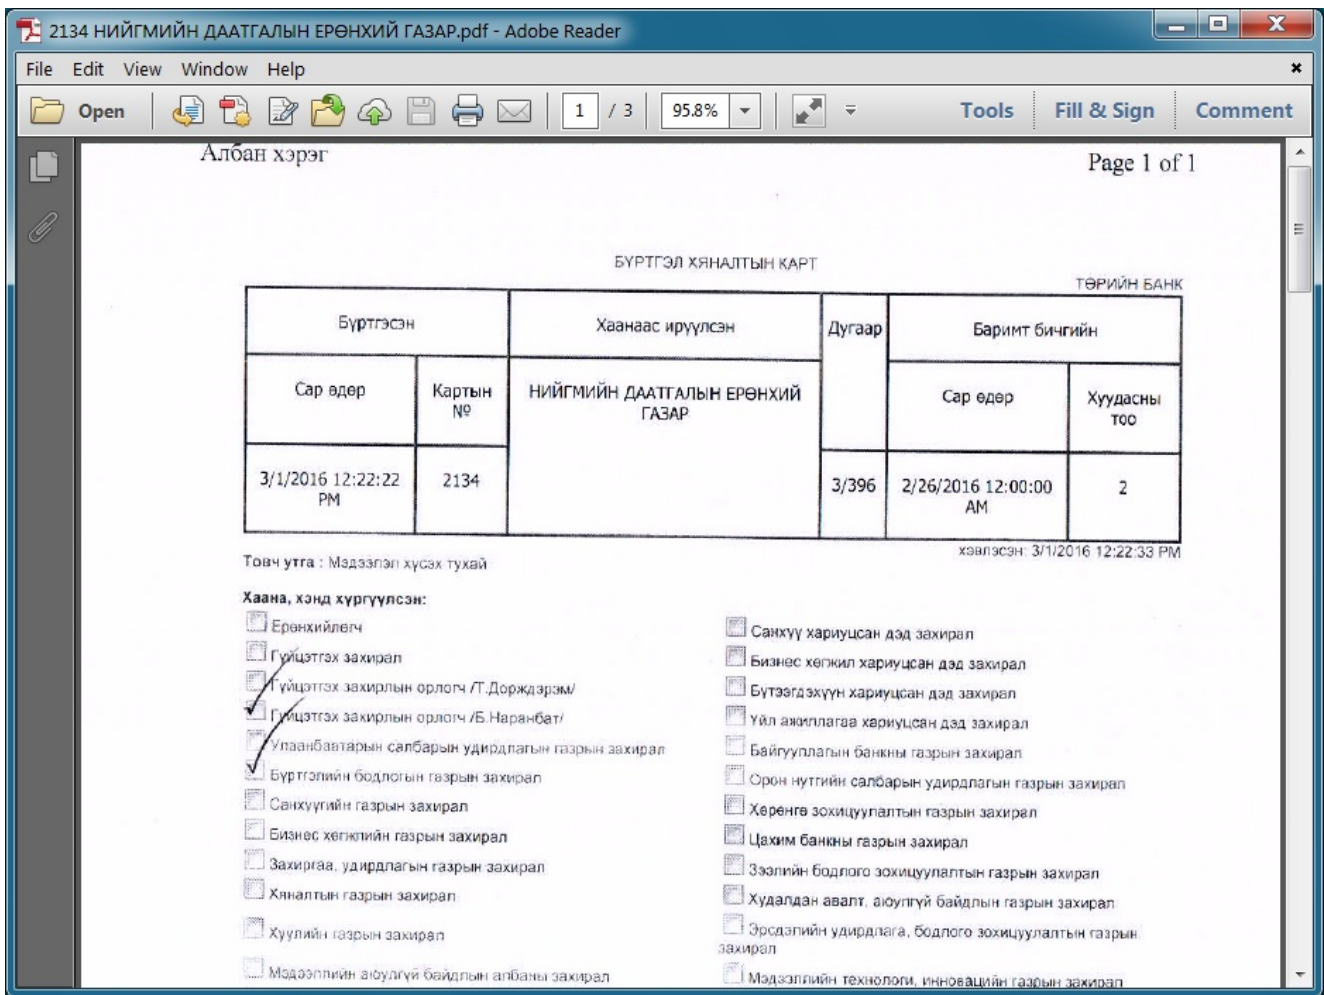 2134 НИЙГМИЙН ДААТГАЛЫН ЕРӨНХИЙ ГАЗАР.pdf - Adobe Reader
File Edit View Window Help
Open 1 / 3 95.8% Tools Fill & Sign Comment
Албан хэрэг
Page 1 of 1
БҮРТГЭЛ ХЯНАЛТЫН КАРТ
ТӨРИЙН БАНК
Бүртгэсэн
Хаанаас ирүүлсэн
Дугаар
Баримт бичгийн
Сар өдөр
Картын
№
НИЙГМИЙН ДААТГАЛЫН ЕРӨНХИЙ
ГАЗАР
Сар өдөр
Хуудасны
тоо
3/1/2016 12:22:22
PM
2134
3/396
2/26/2016 12:00:00
AM
2
хэвлэсэн: 3/1/2016 12:22:33 PM
Товч утга : Мэдээлэл хүсэх тухай
Хаана, хэнд хүргүүлсэн:
Ерөнхийлөгч
Гүйцэтгэх захирал
Гүйцэтгэх захирлын орлогч /Т.Дорждэрэм/
Гүйцэтгэх захирлын орлогч /Б.Наранбат/
Улаанбаатарын салбарын удирдлагын газрын захирал
Бүртгэлийн бодлогын газрын захирал
Санхүүгийн газрын захирал
Бизнес хөгжлийн газрын захирал
Захиргаа, удирдлагын газрын захирал
Хяналтын газрын захирал
Хуулийн газрын захирал
Мэдээллийн аюулгүй байдлын албаны захирал
Санхүү хариуцсан дэд захирал
Бизнес хөгжил хариуцсан дэд захирал
Бүтээгдэхүүн хариуцсан дэд захирал
Үйл ажиллагаа хариуцсан дэд захирал
Байгууллагын банкны газрын захирал
Орон нутгийн салбарын удирдлагын газрын захирал
Хөрөнгө зохицуулалтын газрын захирал
Цахим банкны газрын захирал
Зээлийн бодлого зохицуулалтын газрын захирал
Худалдан авалт, аюулгүй байдлын газрын захирал
Эрсдэлийн удирдлага, бодлого зохицуулалтын газрын
захирал
Мэдээллийн технологи, инновацийн газрын захирал